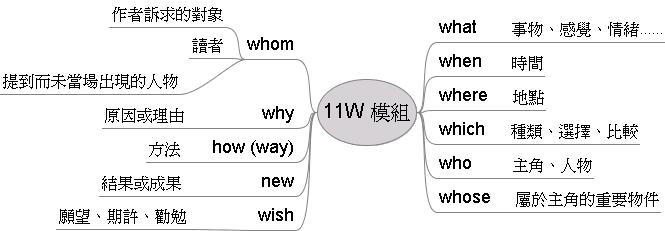 11W 模組
what 事物、感覺、情緒......
when 時間
where 地點
which 種類、選擇、比較
who 主角、人物
whose 屬於主角的重要物件
whom
作者訴求的對象
讀者
提到而未當場出現的人物
why 原因或理由
how (way) 方法
new 結果或成果
wish 願望、期許、勸勉